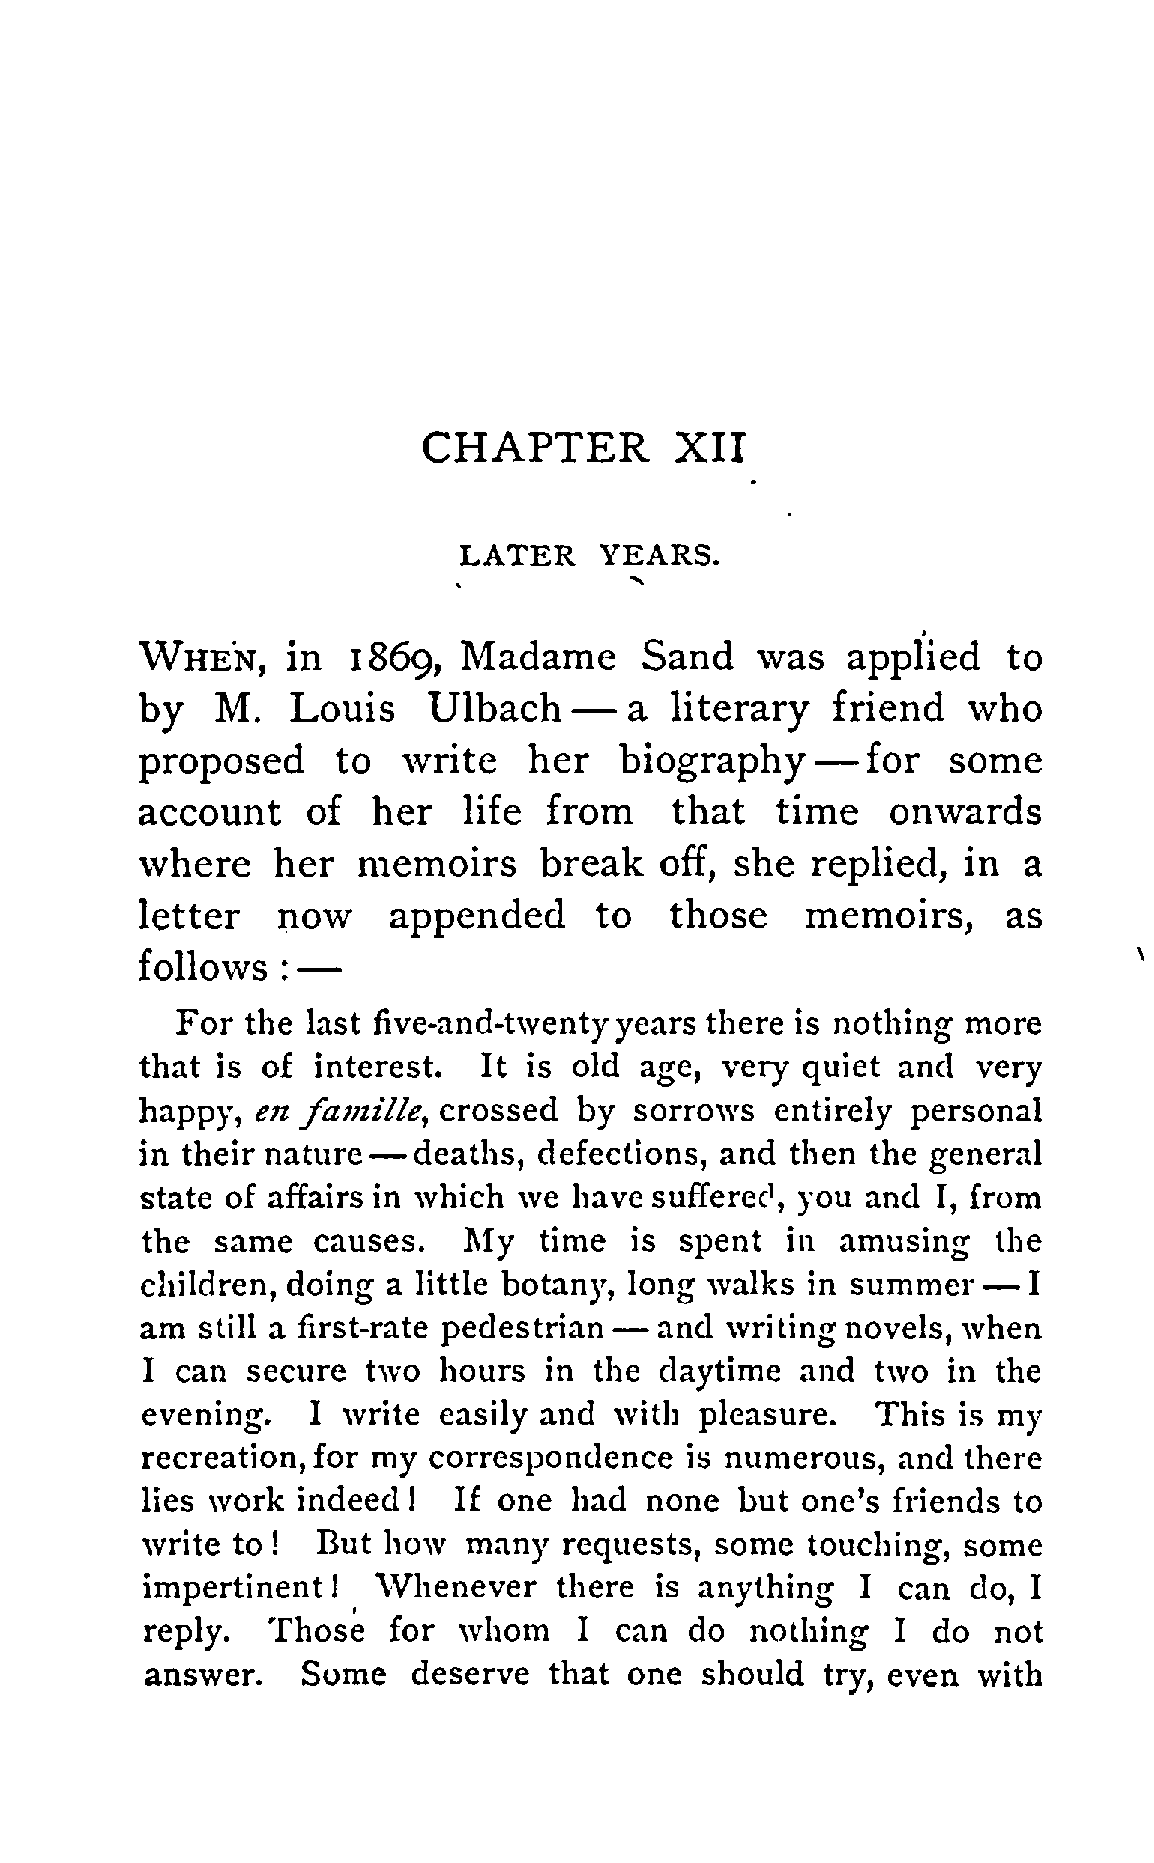 CHAPTER XII
LATER YEARS.
WHEN, in 1869, Madame Sand was applied to
by M. Louis Ulbach — a literary friend who
proposed to write her biography — for some
account of her life from that time onwards
where her memoirs break off, she replied, in a
letter now appended to those memoirs, as
follows : —
For the last five-and-twenty years there is nothing more
that is of interest. It is old age, very quiet and very
happy, en famille, crossed by sorrows entirely personal
in their nature — deaths, defections, and then the general
state of affairs in which we have suffered, you and I, from
the same causes. My time is spent in amusing the
children, doing a little botany, long walks in summer — I
am still a first-rate pedestrian — and writing novels, when
I can secure two hours in the daytime and two in the
evening. I write easily and with pleasure. This is my
recreation, for my correspondence is numerous, and there
lies work indeed! If one had none but one's friends to
write to! But how many requests, some touching, some
impertinent! Whenever there is anything I can do, I
reply. Those for whom I can do nothing I do not
answer. Some deserve that one should try, even with